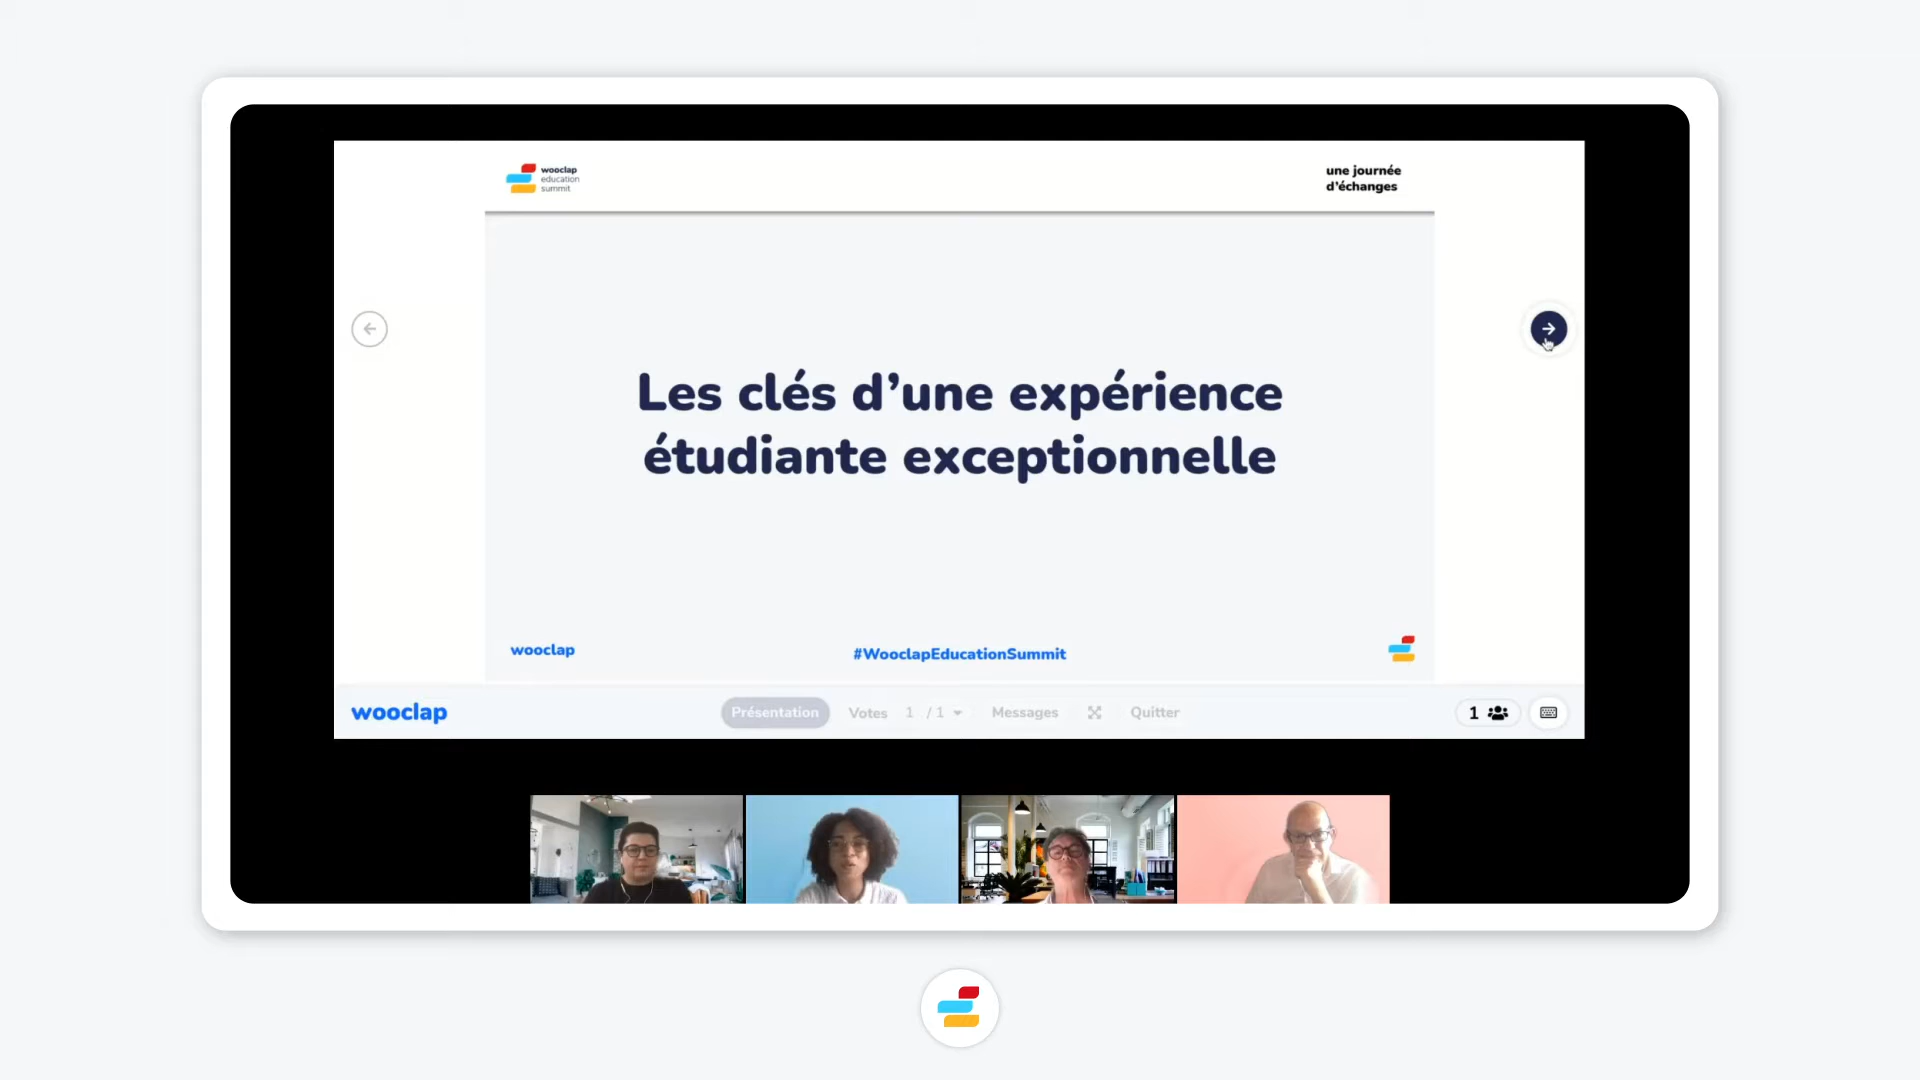 wooclap
education
summit
une journée
d'échanges
Les clés d’une expérience
étudiante exceptionnelle
wooclap
#WooclapEducationSummit
wooclap
Présentation
Votes 1 / 1
Messages
Quitter
1